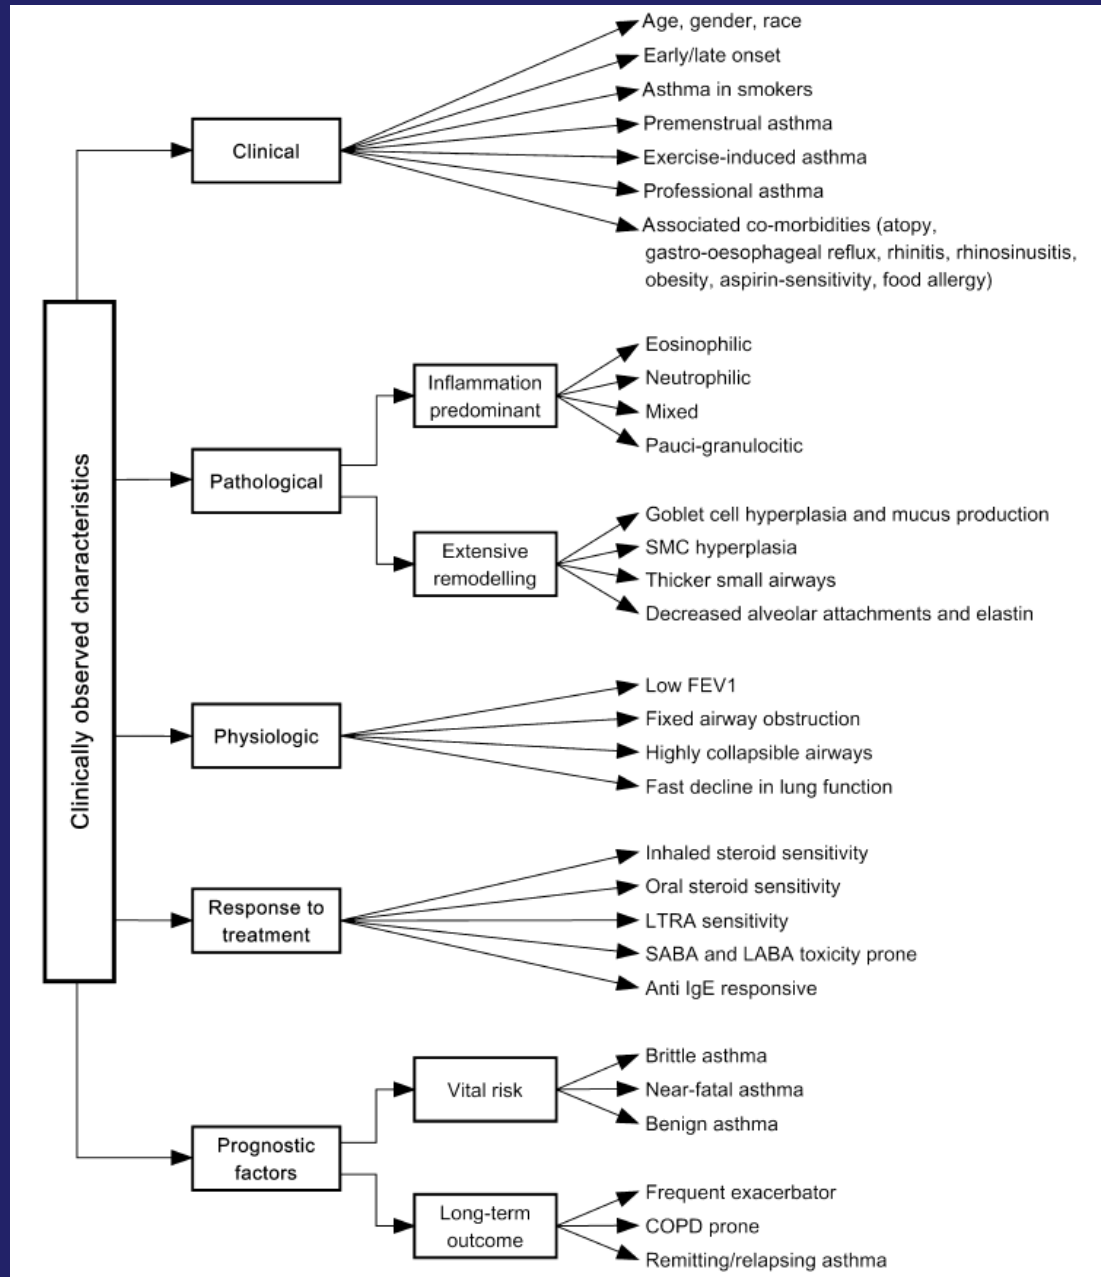 Clinically observed characteristics
Clinical
Age, gender, race
Early/late onset
Asthma in smokers
Premenstrual asthma
Exercise-induced asthma
Professional asthma
Associated co-morbidities (atopy,
gastro-oesophageal reflux, rhinitis, rhinosinusitis,
obesity, aspirin-sensitivity, food allergy)
Pathological
Inflammation
predominant
Eosinophilic
Neutrophilic
Mixed
Pauci-granulocitic
Extensive
remodelling
Goblet cell hyperplasia and mucus production
SMC hyperplasia
Thicker small airways
Decreased alveolar attachments and elastin
Physiologic
Low FEV1
Fixed airway obstruction
Highly collapsible airways
Fast decline in lung function
Response to
treatment
Inhaled steroid sensitivity
Oral steroid sensitivity
LTRA sensitivity
SABA and LABA toxicity prone
Anti IgE responsive
Prognostic
factors
Vital risk
Brittle asthma
Near-fatal asthma
Benign asthma
Long-term
outcome
Frequent exacerbator
COPD prone
Remitting/relapsing asthma